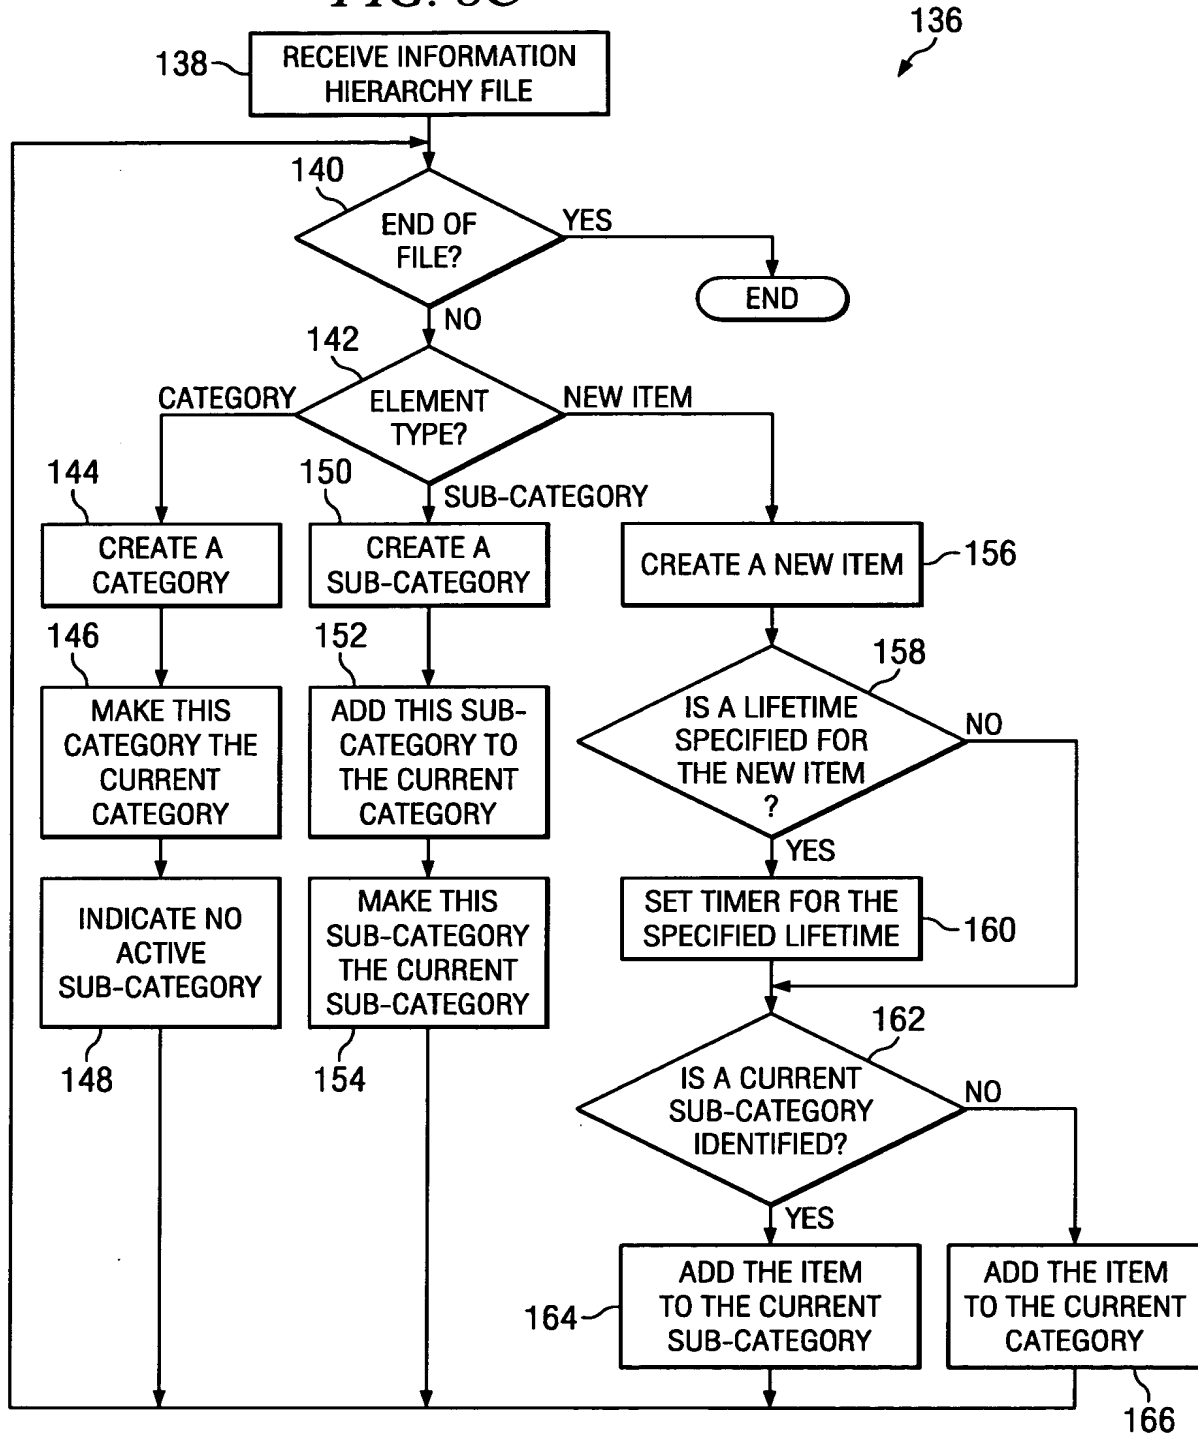 136
138
RECEIVE INFORMATION
HIERARCHY FILE
140
END OF
FILE?
YES
END
NO
142
ELEMENT
TYPE?
CATEGORY
NEW ITEM
SUB-CATEGORY
144
CREATE A
CATEGORY
146
MAKE THIS
CATEGORY THE
CURRENT
CATEGORY
INDICATE NO
ACTIVE
SUB-CATEGORY
148
150
CREATE A
SUB-CATEGORY
152
ADD THIS SUB-
CATEGORY TO
THE CURRENT
CATEGORY
MAKE THIS
SUB-CATEGORY
THE CURRENT
SUB-CATEGORY
154
CREATE A NEW ITEM
156
158
IS A LIFETIME
SPECIFIED FOR
THE NEW ITEM
?
NO
YES
SET TIMER FOR THE
SPECIFIED LIFETIME
160
162
IS A CURRENT
SUB-CATEGORY
IDENTIFIED?
NO
YES
164
ADD THE ITEM
TO THE CURRENT
SUB-CATEGORY
ADD THE ITEM
TO THE CURRENT
CATEGORY
166